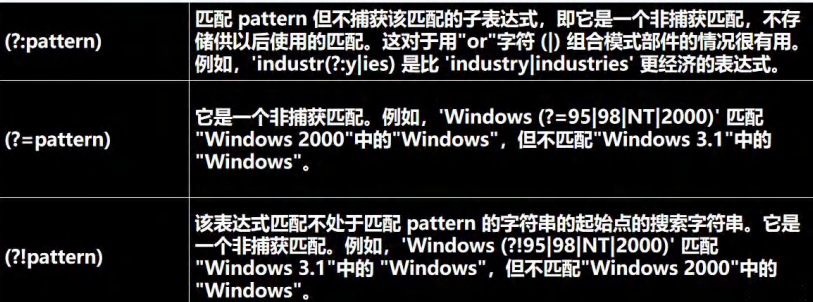 (?:pattern)
匹配 pattern 但不捕获该匹配的子表达式，即它是一个非捕获匹配，不存
储供以后使用的匹配。这对于用"or"字符 (|) 组合模式部件的情况很有用。
例如，'industr(?:y|ies) 是比 'industry|industries' 更经济的表达式。
(?=pattern)
它是一个非捕获匹配。例如，'Windows (?=95|98|NT|2000)' 匹配
"Windows 2000"中的"Windows"，但不匹配"Windows 3.1"中的
"Windows"。
(?!pattern)
该表达式匹配不处于匹配 pattern 的字符串的起始点的搜索字符串。它是
一个非捕获匹配。例如，'Windows (?!95|98|NT|2000)' 匹配
"Windows 3.1"中的 "Windows"，但不匹配"Windows 2000"中的
"Windows"。